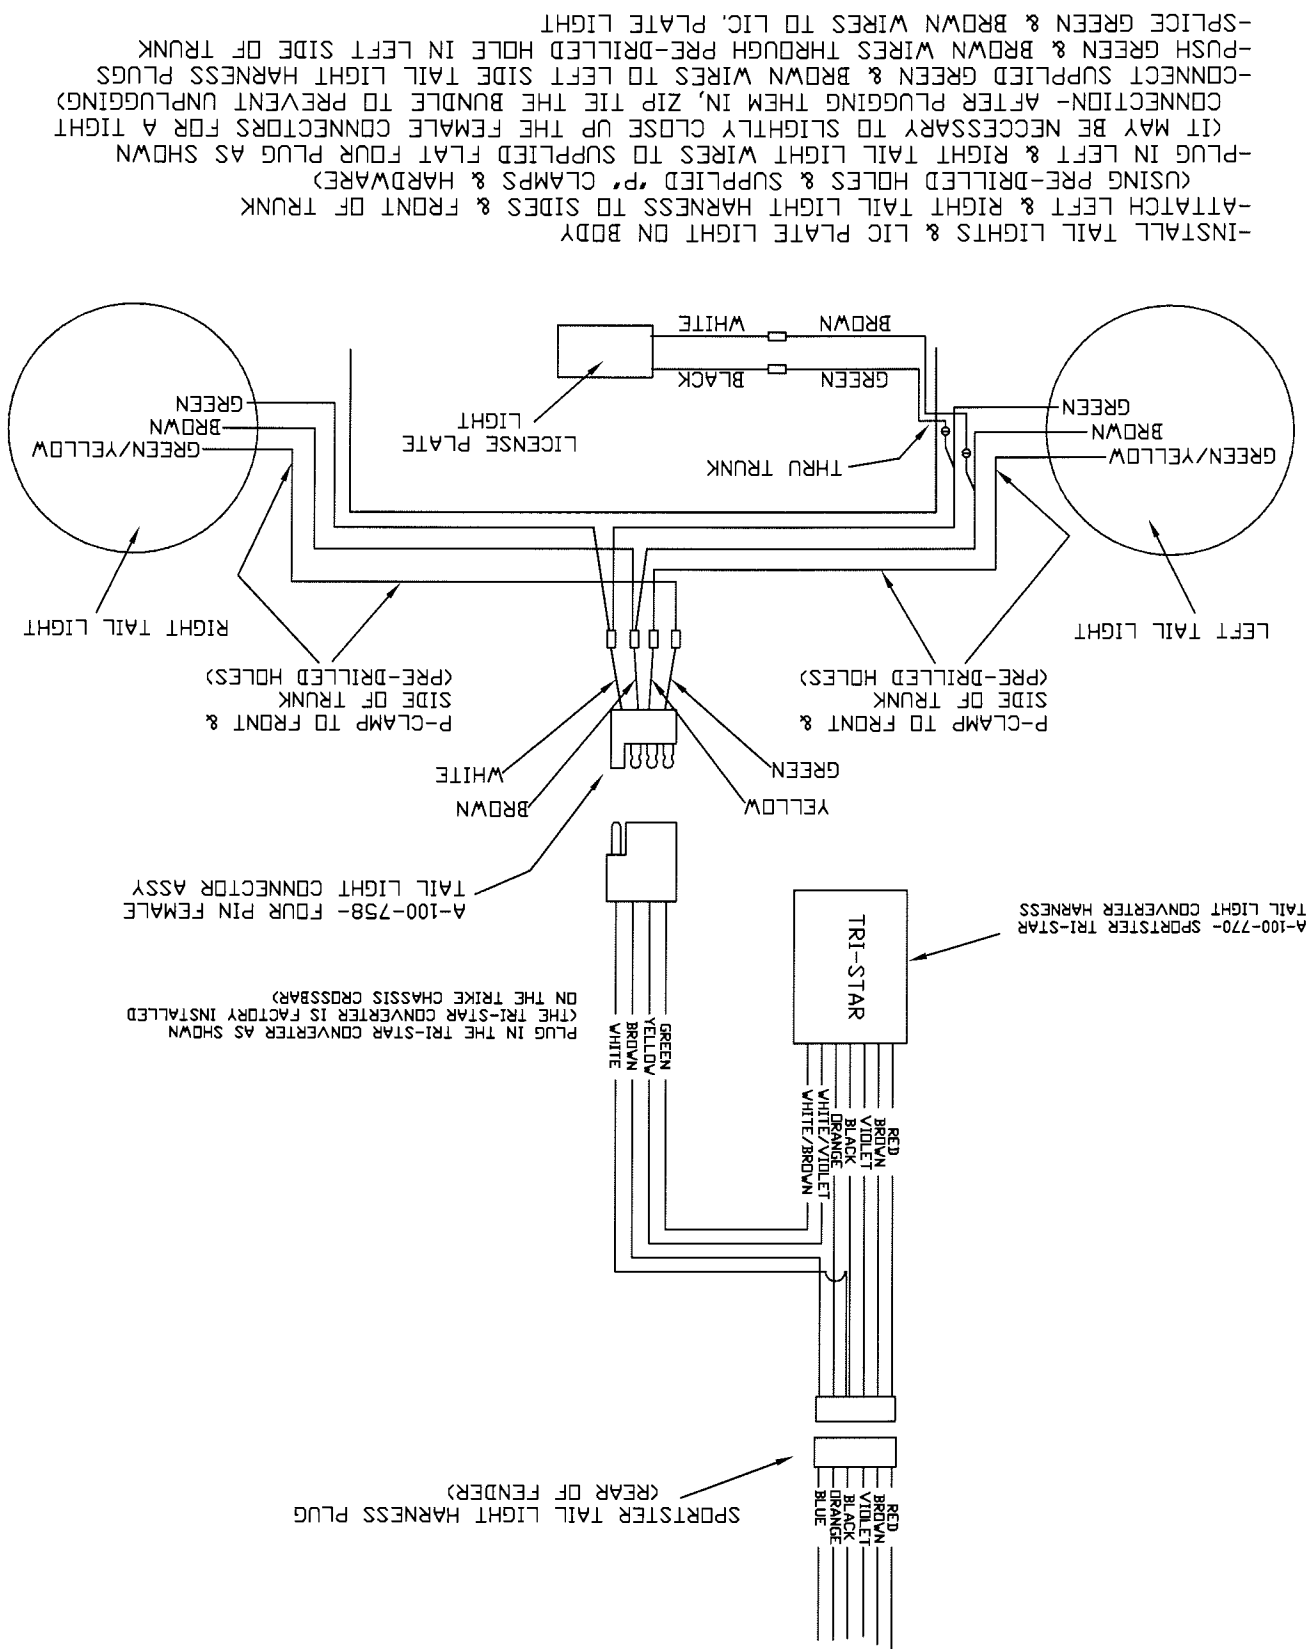 RED
BROWN
VIOLET
BLACK
ORANGE
BLUE
SPORTSTER TAIL LIGHT HARNESS PLUG
(REAR OF FENDER)
RED
BROWN
VIOLET
BLACK
ORANGE
WHITE/VIOLET
WHITE/BROWN
GREEN
YELLOW
BROWN
WHITE
PLUG IN THE TRI-STAR CONVERTER AS SHOWN
(THE TRI-STAR CONVERTER IS FACTORY INSTALLED
ON THE TRIKE CHASSIS CROSSBAR)
TRI-STAR
A-100-770- SPORTSTER TRI-STAR
TAIL LIGHT CONVERTER HARNESS
A-100-758- FOUR PIN FEMALE
TAIL LIGHT CONNECTOR ASSY
YELLOW
BROWN
GREEN
WHITE
P-CLAMP TO FRONT &
SIDE OF TRUNK
(PRE-DRILLED HOLES)
P-CLAMP TO FRONT &
SIDE OF TRUNK
(PRE-DRILLED HOLES)
LEFT TAIL LIGHT
RIGHT TAIL LIGHT
GREEN/YELLOW
BROWN
GREEN
THRU TRUNK
LICENSE PLATE
LIGHT
GREEN/YELLOW
BROWN
GREEN
GREEN
BLACK
BROWN
WHITE
-INSTALL TAIL LIGHTS & LIC PLATE LIGHT ON BODY
-ATTATCH LEFT & RIGHT TAIL LIGHT HARNESS TO SIDES & FRONT OF TRUNK
(USING PRE-DRILLED HOLES & SUPPLIED "P" CLAMPS & HARDWARE)
-PLUG IN LEFT & RIGHT TAIL LIGHT WIRES TO SUPPLIED FLAT FOUR PLUG AS SHOWN
(IT MAY BE NECCESSARY TO SLIGHTLY CLOSE UP THE FEMALE CONNECTORS FOR A TIGHT
CONNECTION- AFTER PLUGGING THEM IN, ZIP TIE THE BUNDLE TO PREVENT UNPLUGGING)
-CONNECT SUPPLIED GREEN & BROWN WIRES TO LEFT SIDE TAIL LIGHT HARNESS PLUGS
-PUSH GREEN & BROWN WIRES THROUGH PRE-DRILLED HOLE IN LEFT SIDE OF TRUNK
-SPLICE GREEN & BROWN WIRES TO LIC. PLATE LIGHT